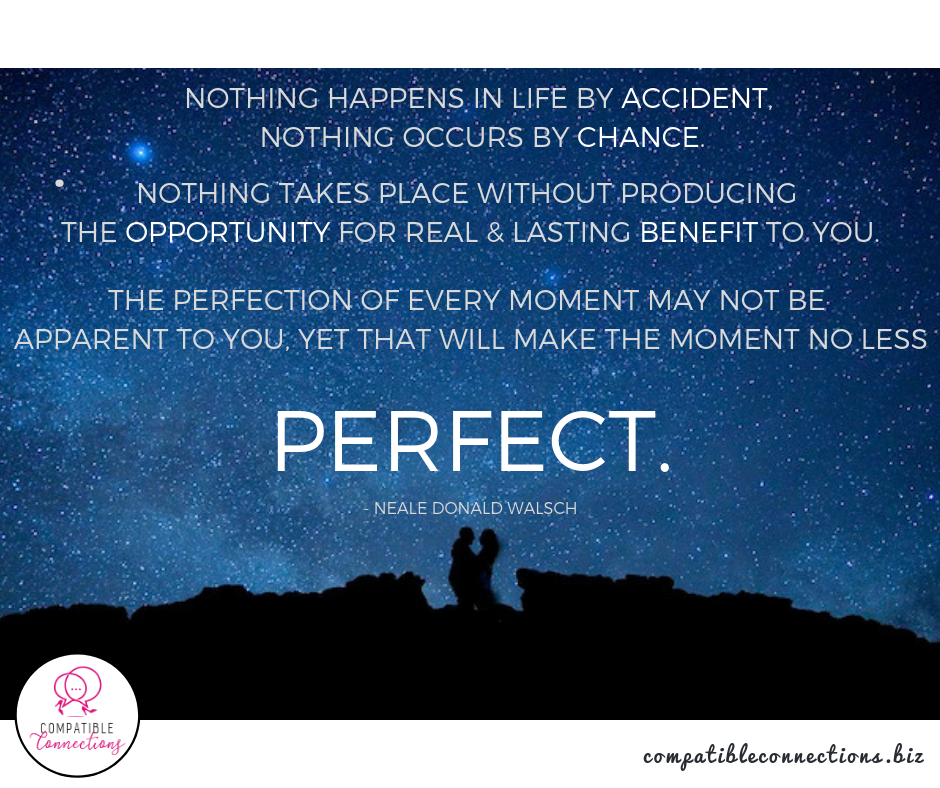 NOTHING HAPPENS IN LIFE BY ACCIDENT,
NOTHING OCCURS BY CHANCE.
NOTHING TAKES PLACE WITHOUT PRODUCING
THE OPPORTUNITY FOR REAL & LASTING BENEFIT TO YOU.
THE PERFECTION OF EVERY MOMENT MAY NOT BE
APPARENT TO YOU, YET THAT WILL MAKE THE MOMENT NO LESS
PERFECT.
- NEALE DONALD WALSCH
COMPATIBLE
Connections
compatibleconnections.biz